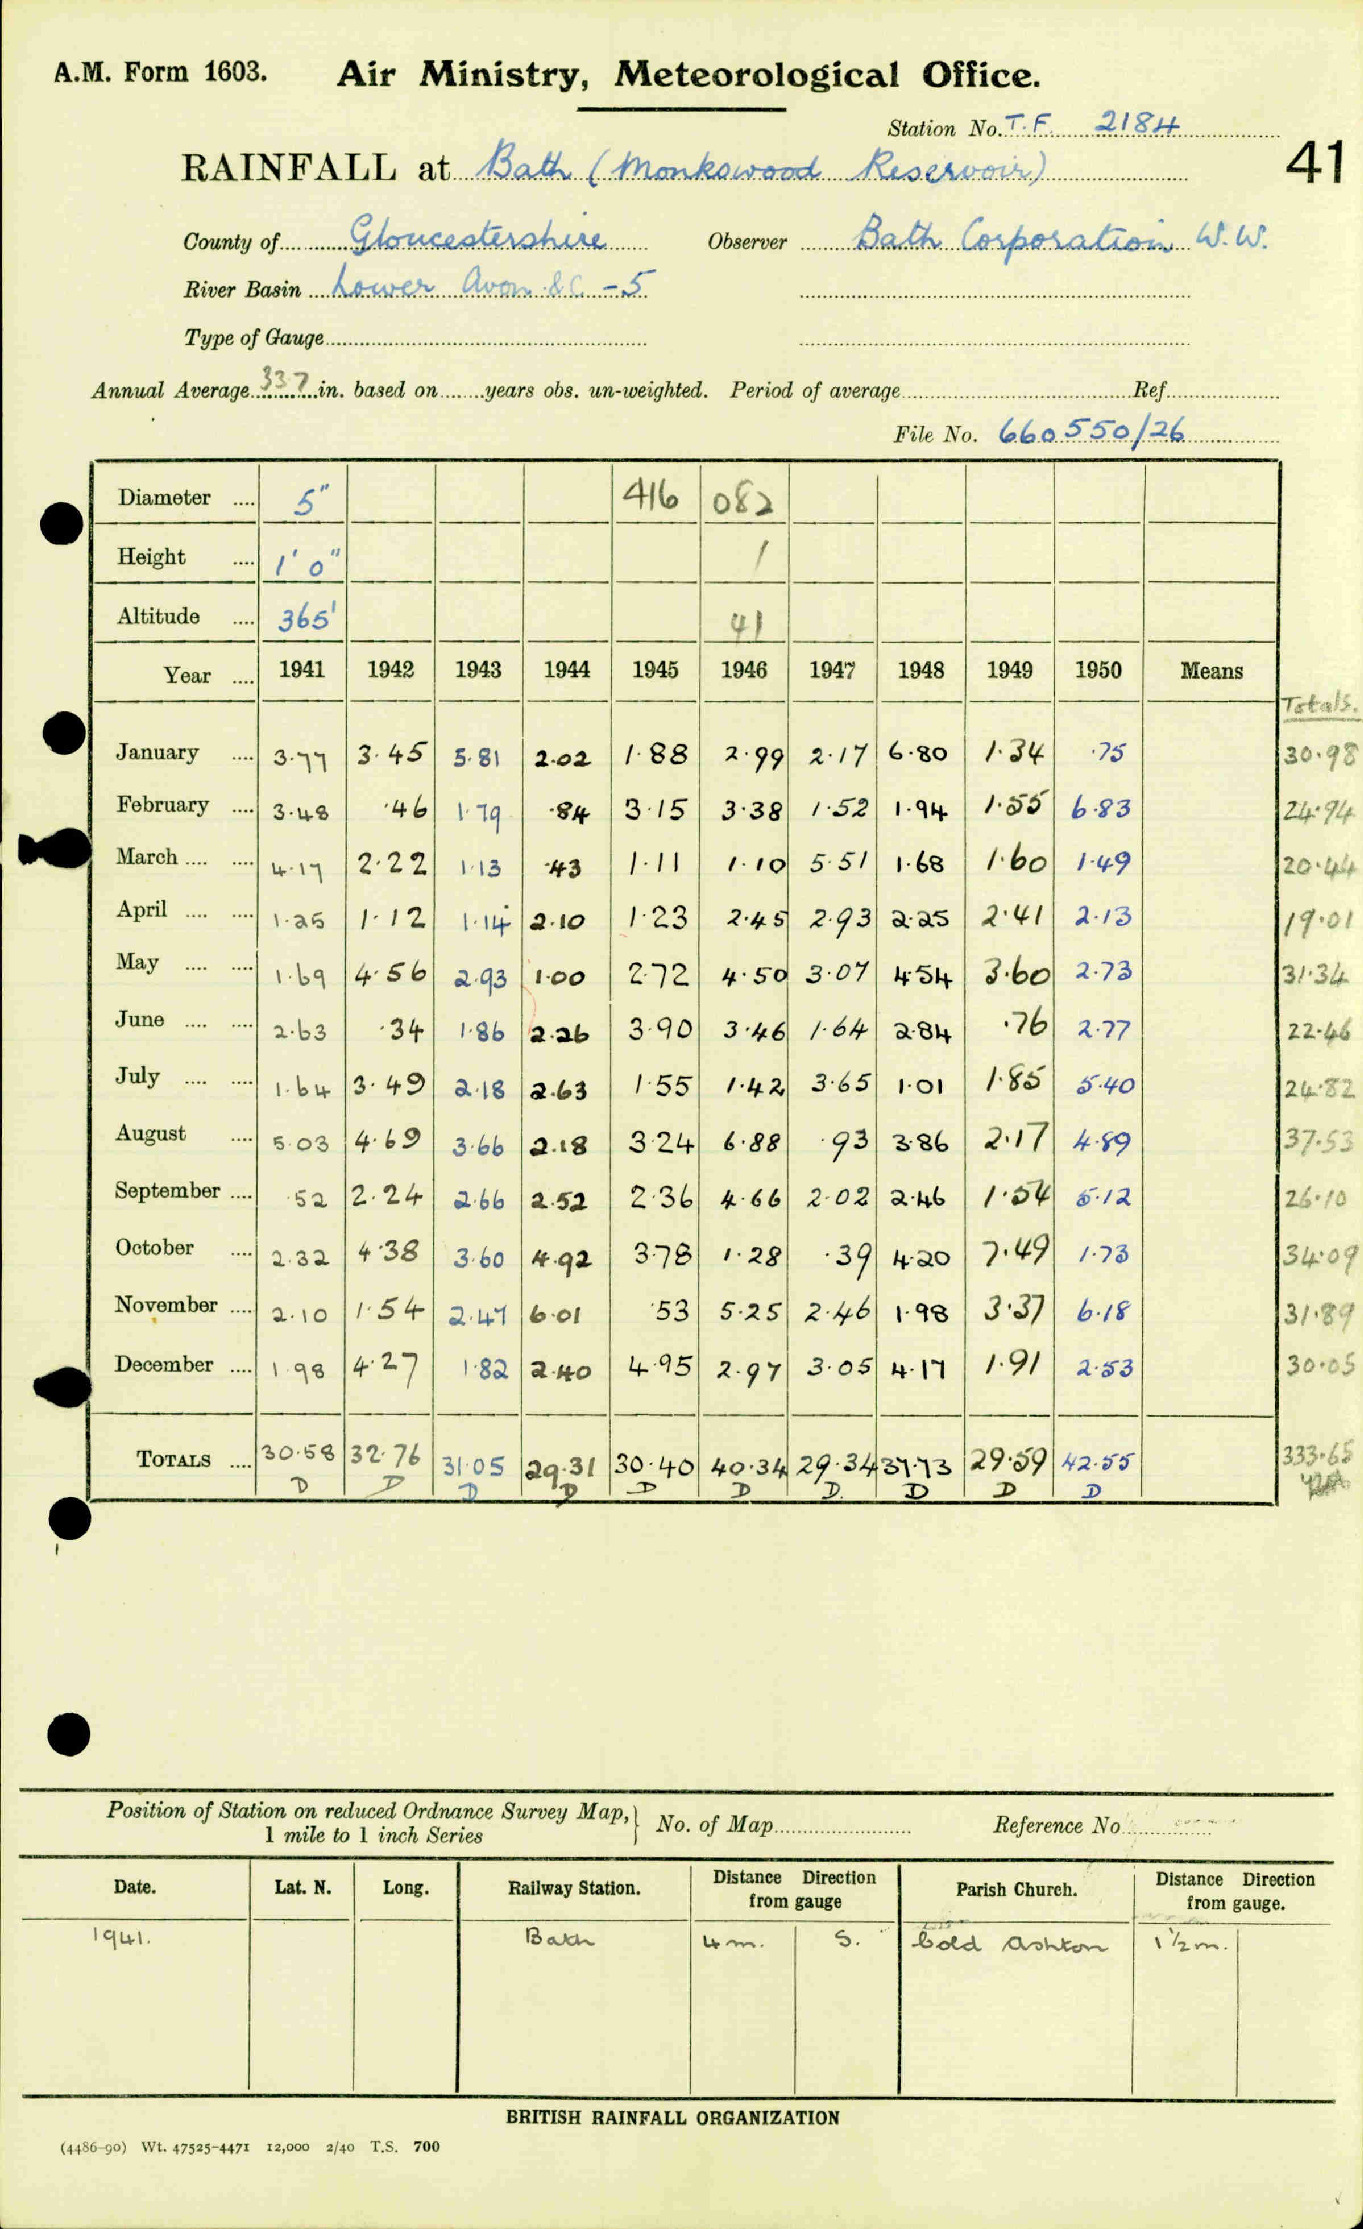 A.M. Form 1603. Air Ministry, Meteorological Office.
Station No. T.F. 2184
41
RAINFALL at Bath (Monkswood Reservoir)
County of Gloucestershire Observer Bath Corporation W.W.
River Basin Lower Avon &c -5
Type of Gauge
Annual Average 33.7 in. based on years obs. un-weighted. Period of average Ref.
File No. 660550/26
Diameter 5" 416 082
Height 1' 0" 1
Altitude 365' 41
Year 1941 1942 1943 1944 1945 1946 1947 1948 1949 1950 Means
Totals.
January 3.77 3.45 5.81 2.02 1.88 2.99 2.17 6.80 1.34 .75 30.98
February 3.48 .46 1.79 .84 3.15 3.38 1.52 1.94 1.55 6.83 24.94
March 4.17 2.22 1.13 .43 1.11 1.10 5.51 1.68 1.60 1.49 20.44
April 1.25 1.12 1.14 2.10 1.23 2.45 2.93 2.25 2.41 2.13 19.01
May 1.69 4.56 2.93 1.00 2.72 4.50 3.07 4.54 3.60 2.73 31.34
June 2.63 .34 1.86 2.26 3.90 3.46 1.64 2.84 .76 2.77 22.46
July 1.64 3.49 2.18 2.63 1.55 1.42 3.65 1.01 1.85 5.40 24.82
August 5.03 4.69 3.66 2.18 3.24 6.88 .93 3.86 2.17 4.89 37.53
September .52 2.24 2.66 2.52 2.36 4.66 2.02 2.46 1.54 5.12 26.10
October 2.32 4.38 3.60 4.92 3.78 1.28 .39 4.20 7.49 1.73 34.09
November 2.10 1.54 2.47 6.01 .53 5.25 2.46 1.98 3.37 6.18 31.89
December 1.98 4.27 1.82 2.40 4.95 2.97 3.05 4.17 1.91 2.53 30.05
TOTALS 30.58 32.76 31.05 29.31 30.40 40.34 29.34 37.73 29.59 42.55 333.65
D D D D D D D. D D D
Position of Station on reduced Ordnance Survey Map, 1 mile to 1 inch Series } No. of Map Reference No.
Date. Lat. N. Long. Railway Station. Distance Direction from gauge Parish Church. Distance Direction from gauge.
1941. Bath 4 m. S. Cold Ashton 1 1/2 m.
BRITISH RAINFALL ORGANIZATION
(4486-90) Wt. 47525-4471 12,000 2/40 T.S. 700